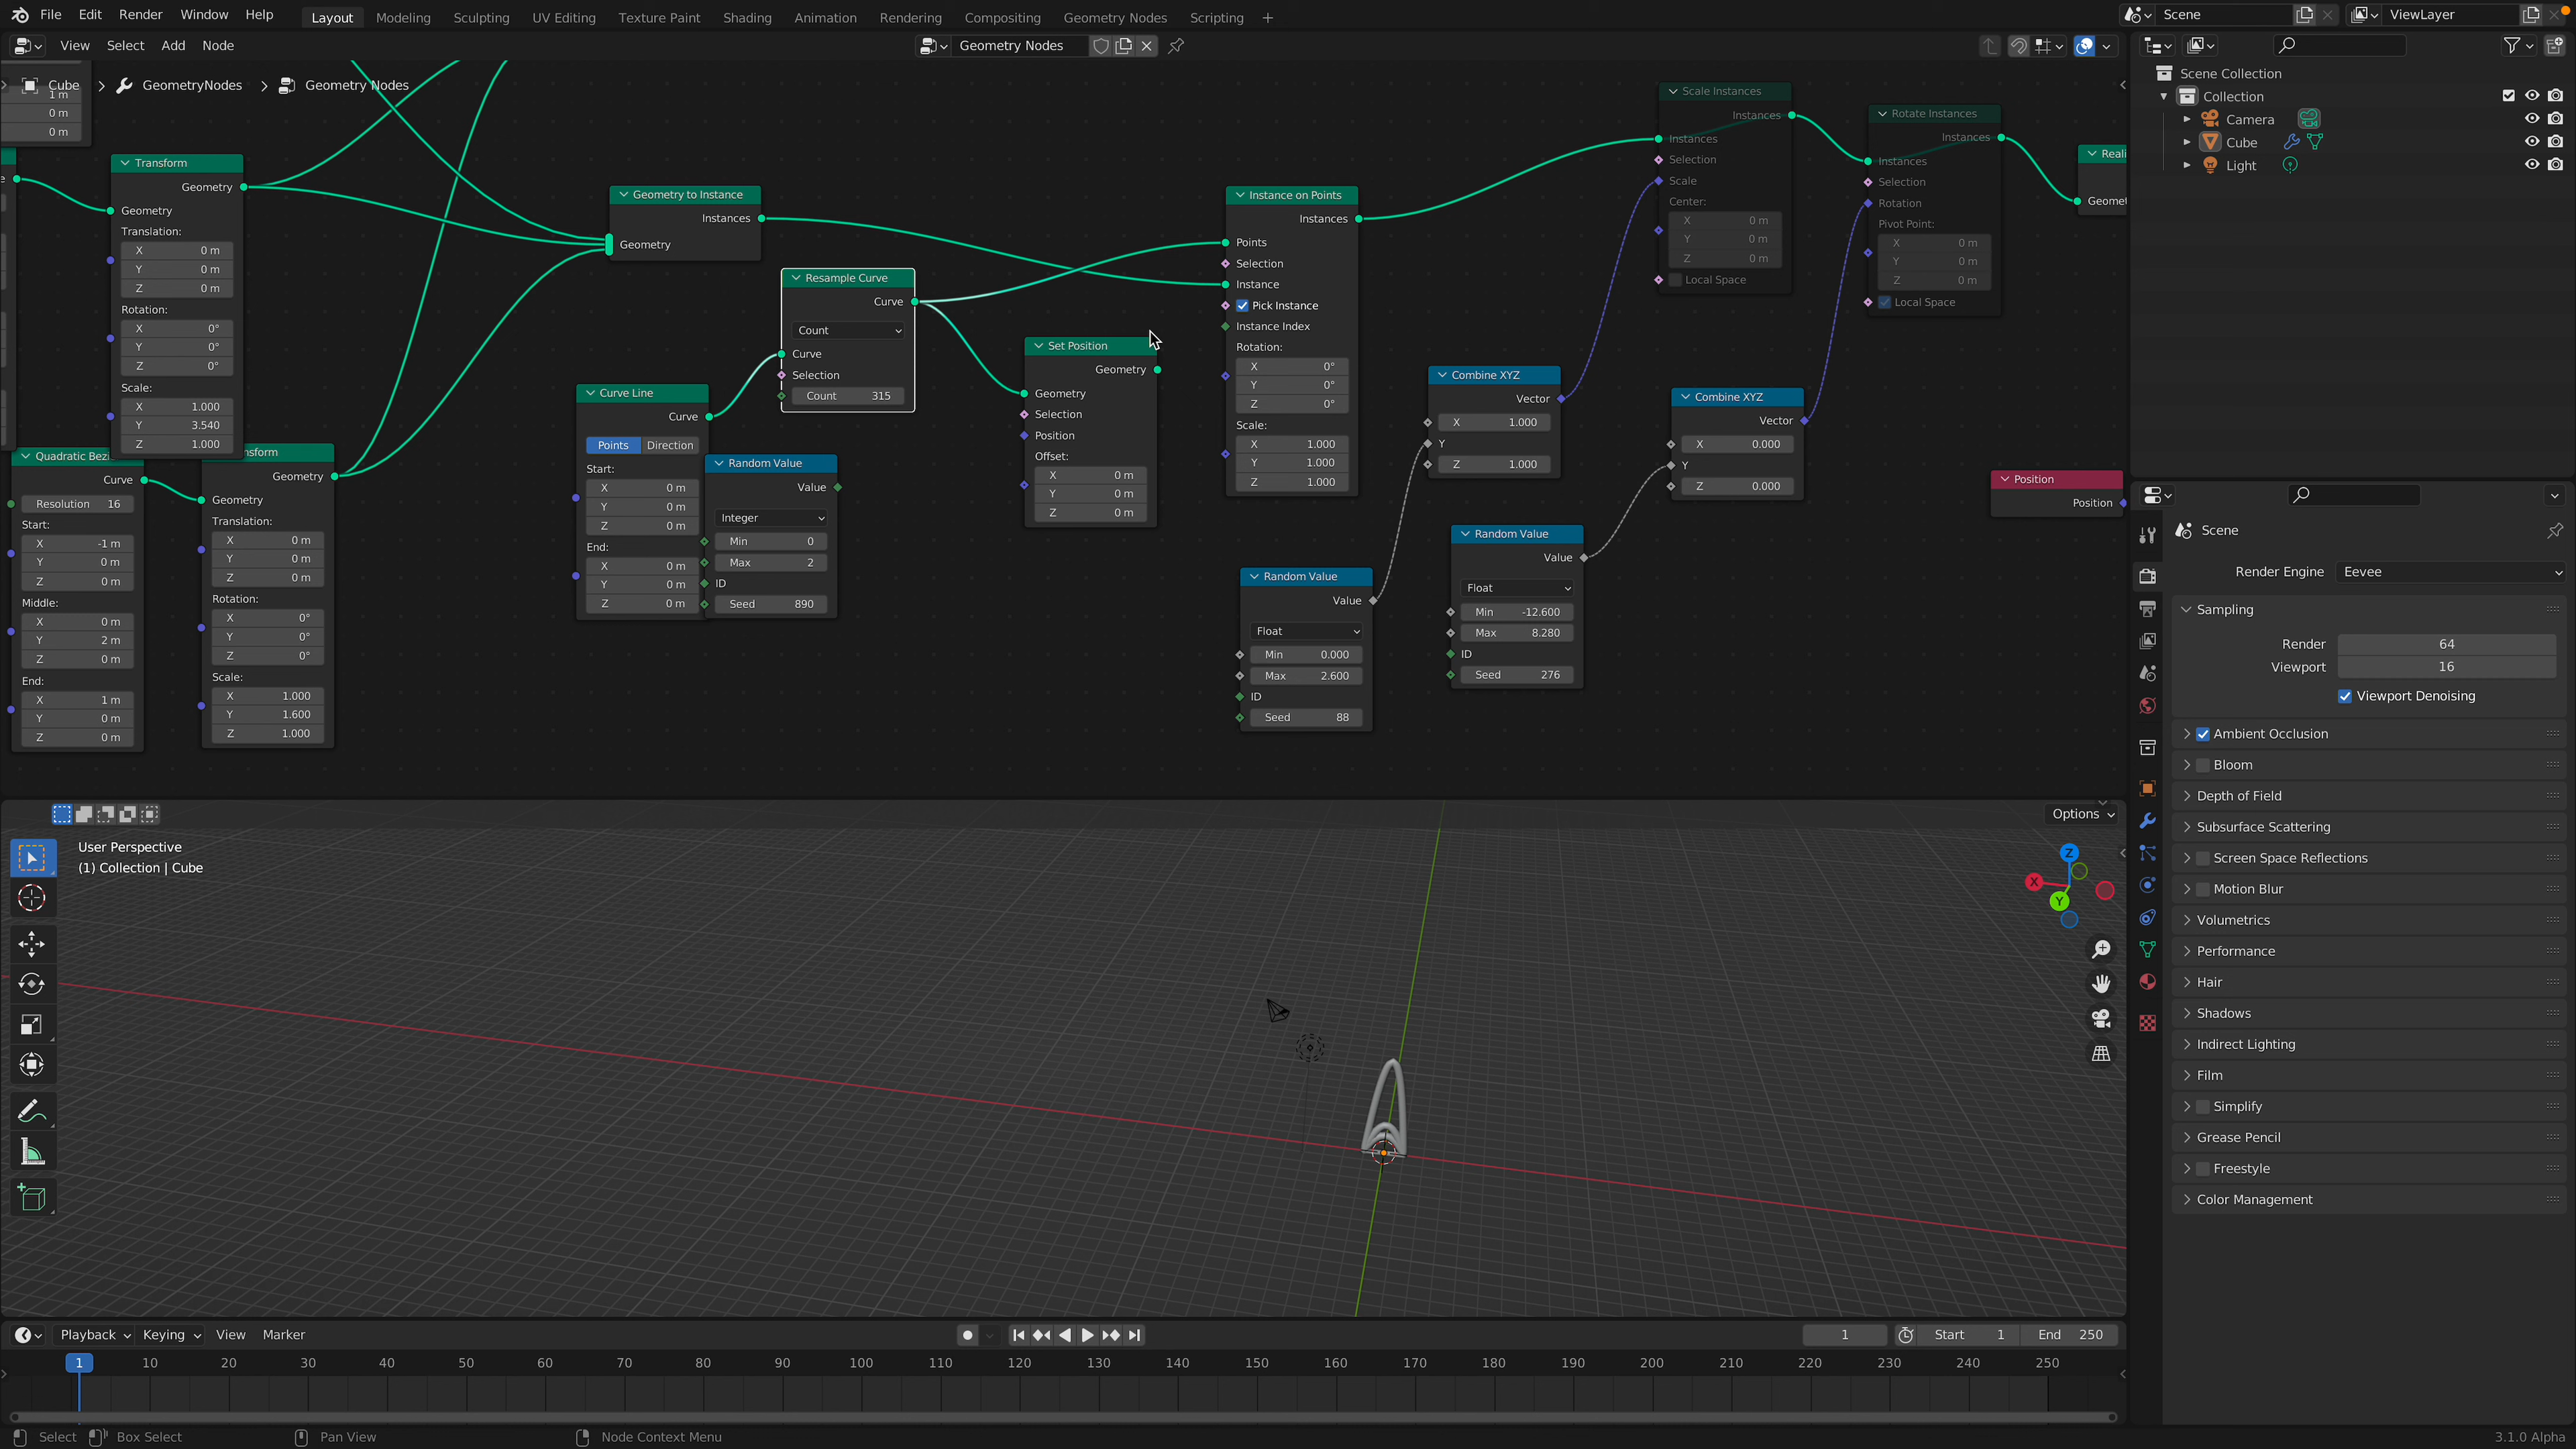 File Edit Render Window Help
Layout Modeling Sculpting UV Editing Texture Paint Shading Animation Rendering Compositing Geometry Nodes Scripting +
Scene
ViewLayer
View Select Add Node
Geometry Nodes
Cube > GeometryNodes > Geometry Nodes
1 m
0 m
0 m
Transform
Geometry
Geometry
Translation:
X 0 m
Y 0 m
Z 0 m
Rotation:
X 0°
Y 0°
Z 0°
Scale:
X 1.000
Y 3.540
Z 1.000
Quadratic Bezi
Curve
Resolution 16
Start:
X -1 m
Y 0 m
Z 0 m
Middle:
X 0 m
Y 2 m
Z 0 m
End:
X 1 m
Y 0 m
Z 0 m
nsform
Geometry
Geometry
Translation:
X 0 m
Y 0 m
Z 0 m
Rotation:
X 0°
Y 0°
Z 0°
Scale:
X 1.000
Y 1.600
Z 1.000
Geometry to Instance
Instances
Geometry
Curve Line
Curve
Points Direction
Start:
X 0 m
Y 0 m
Z 0 m
End:
X 0 m
Y 0 m
Z 0 m
Random Value
Value
Integer
Min 0
Max 2
ID
Seed 890
Resample Curve
Curve
Count
Curve
Selection
Count 315
Set Position
Geometry
Geometry
Selection
Position
Offset:
X 0 m
Y 0 m
Z 0 m
Instance on Points
Instances
Points
Selection
Instance
Pick Instance
Instance Index
Rotation:
X 0°
Y 0°
Z 0°
Scale:
X 1.000
Y 1.000
Z 1.000
Random Value
Value
Float
Min 0.000
Max 2.600
ID
Seed 88
Combine XYZ
Vector
X 1.000
Y
Z 1.000
Random Value
Value
Float
Min -12.600
Max 8.280
ID
Seed 276
Scale Instances
Instances
Instances
Selection
Scale
Center:
X 0 m
Y 0 m
Z 0 m
Local Space
Combine XYZ
Vector
X 0.000
Y
Z 0.000
Rotate Instances
Instances
Instances
Selection
Rotation
Pivot Point:
X 0 m
Y 0 m
Z 0 m
Local Space
Reali
Geomet
Position
Position
Scene Collection
Collection
Camera
Cube
Light
Scene
Render Engine Eevee
Sampling
Render 64
Viewport 16
Viewport Denoising
Ambient Occlusion
Bloom
Depth of Field
Subsurface Scattering
Screen Space Reflections
Motion Blur
Volumetrics
Performance
Hair
Shadows
Indirect Lighting
Film
Simplify
Grease Pencil
Freestyle
Color Management
Options
User Perspective
(1) Collection | Cube
Z
X
Y
Playback Keying View Marker
1
Start 1
End 250
1 10 20 30 40 50 60 70 80 90 100 110 120 130 140 150 160 170 180 190 200 210 220 230 240 250
Select Box Select Pan View Node Context Menu
3.1.0 Alpha